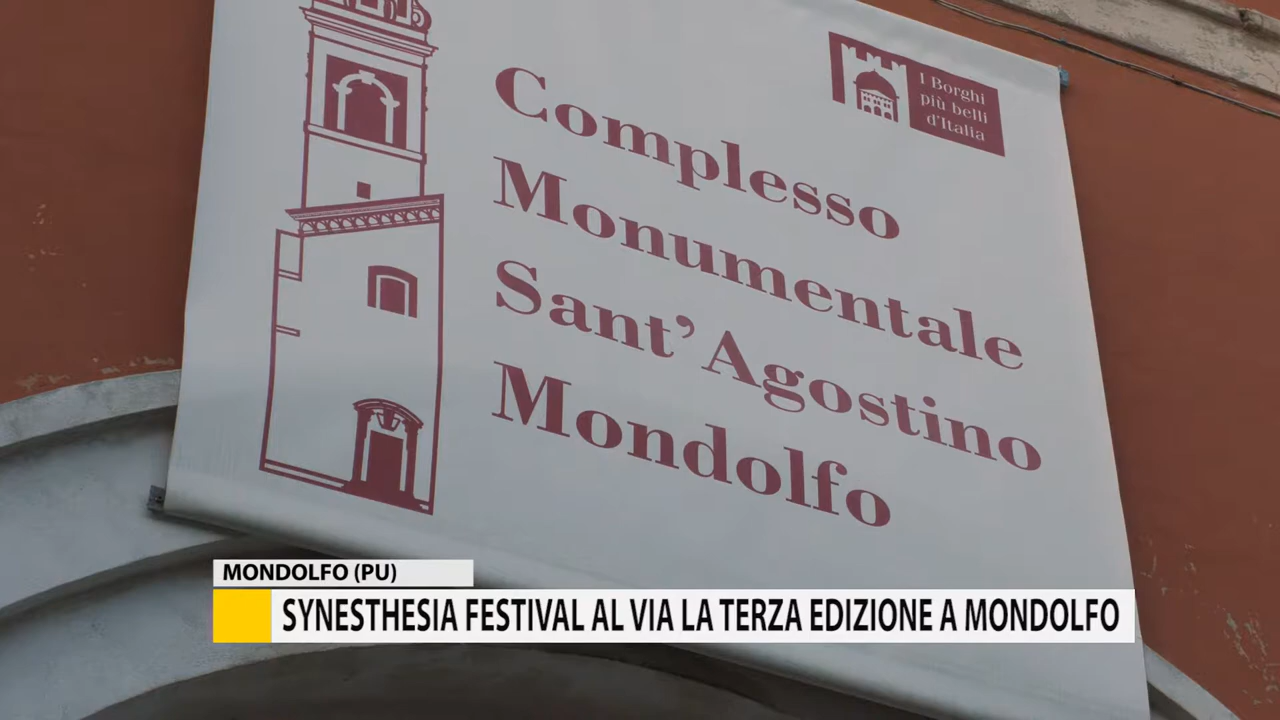 I Borghi
più belli
d'Italia
Complesso
Monumentale
Sant'Agostino
Mondolfo
MONDOLFO (PU)
SYNESTHESIA FESTIVAL AL VIA LA TERZA EDIZIONE A MONDOLFO